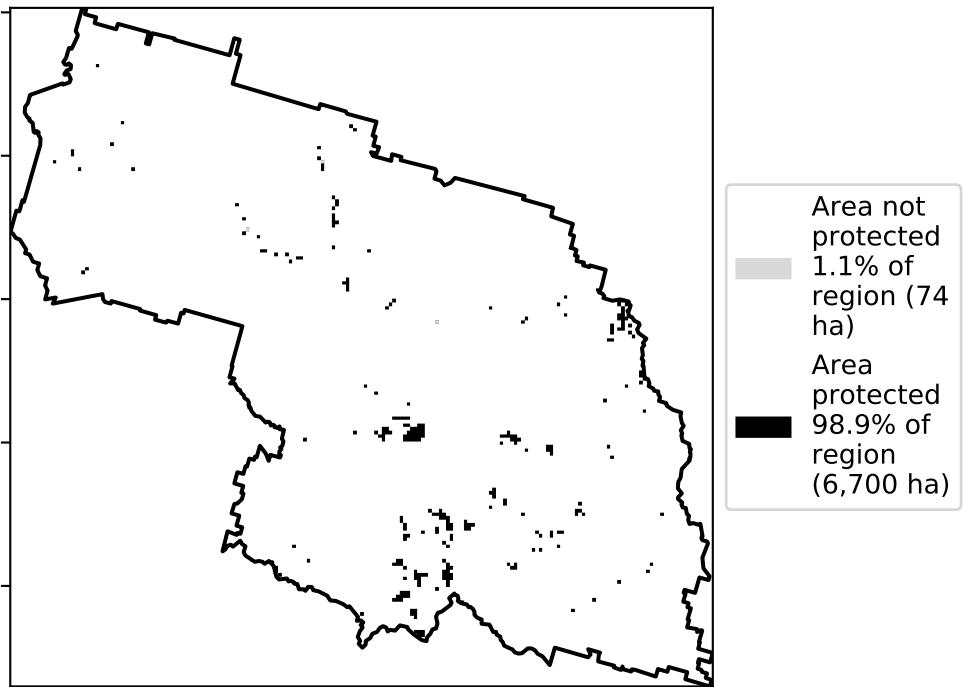 Area not
protected
1.1% of
region (74
ha)
Area
protected
98.9% of
region
(6,700 ha)